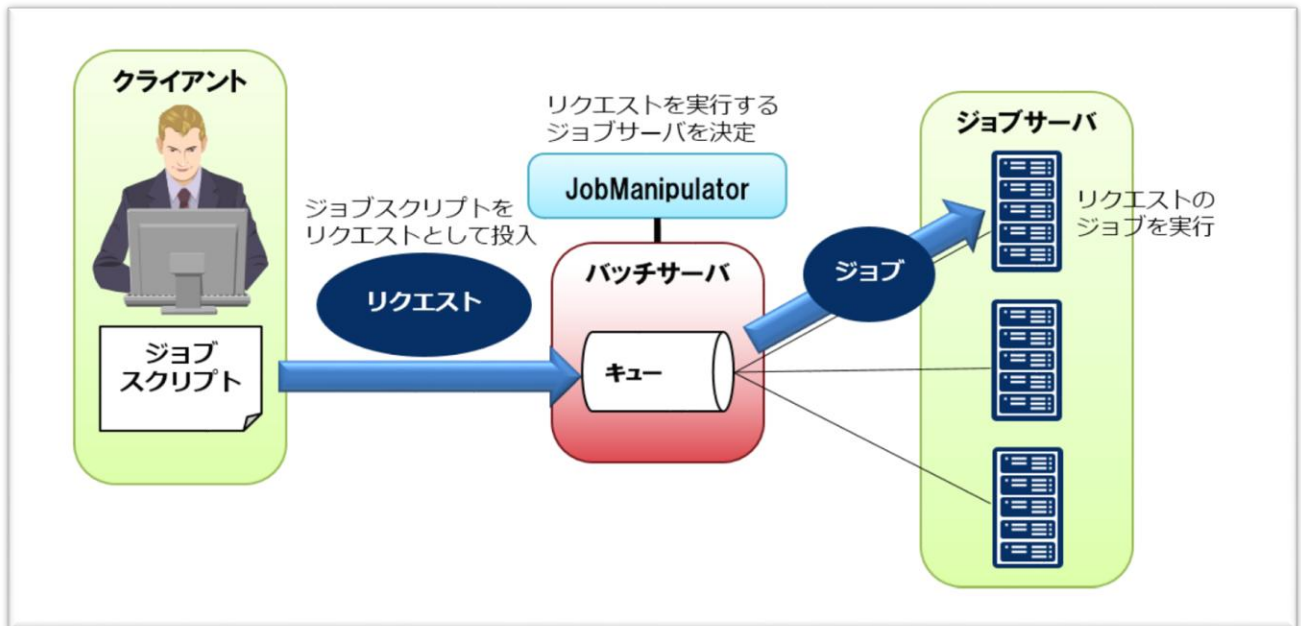 クライアント
ジョブ
スクリプト
ジョブスクリプトを
リクエストとして投入
リクエスト
リクエストを実行する
ジョブサーバを決定
JobManipulator
バッチサーバ
キュー
ジョブ
ジョブサーバ
リクエストの
ジョブを実行